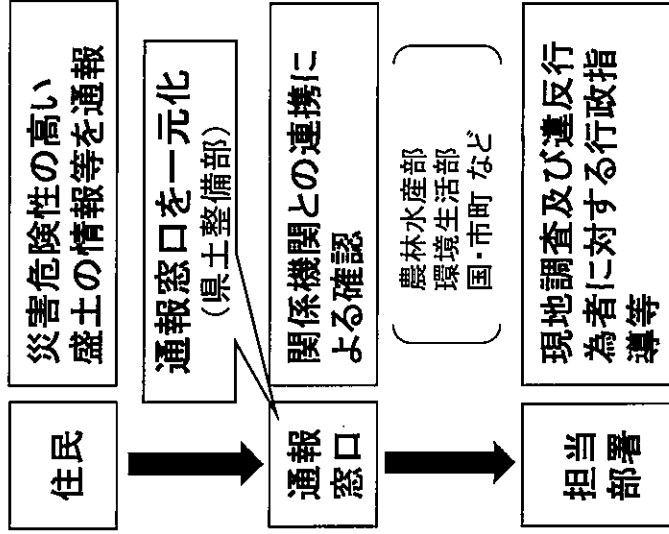 住民
災害危険性の高い
盛土の情報等を通報
通報窓口を一元化
(県土整備部)
通報
窓口
関係機関との連携に
よる確認
農林水産部
環境生活部
国・市町 など
担当
部署
現地調査及び違反行
為者に対する行政指
導等